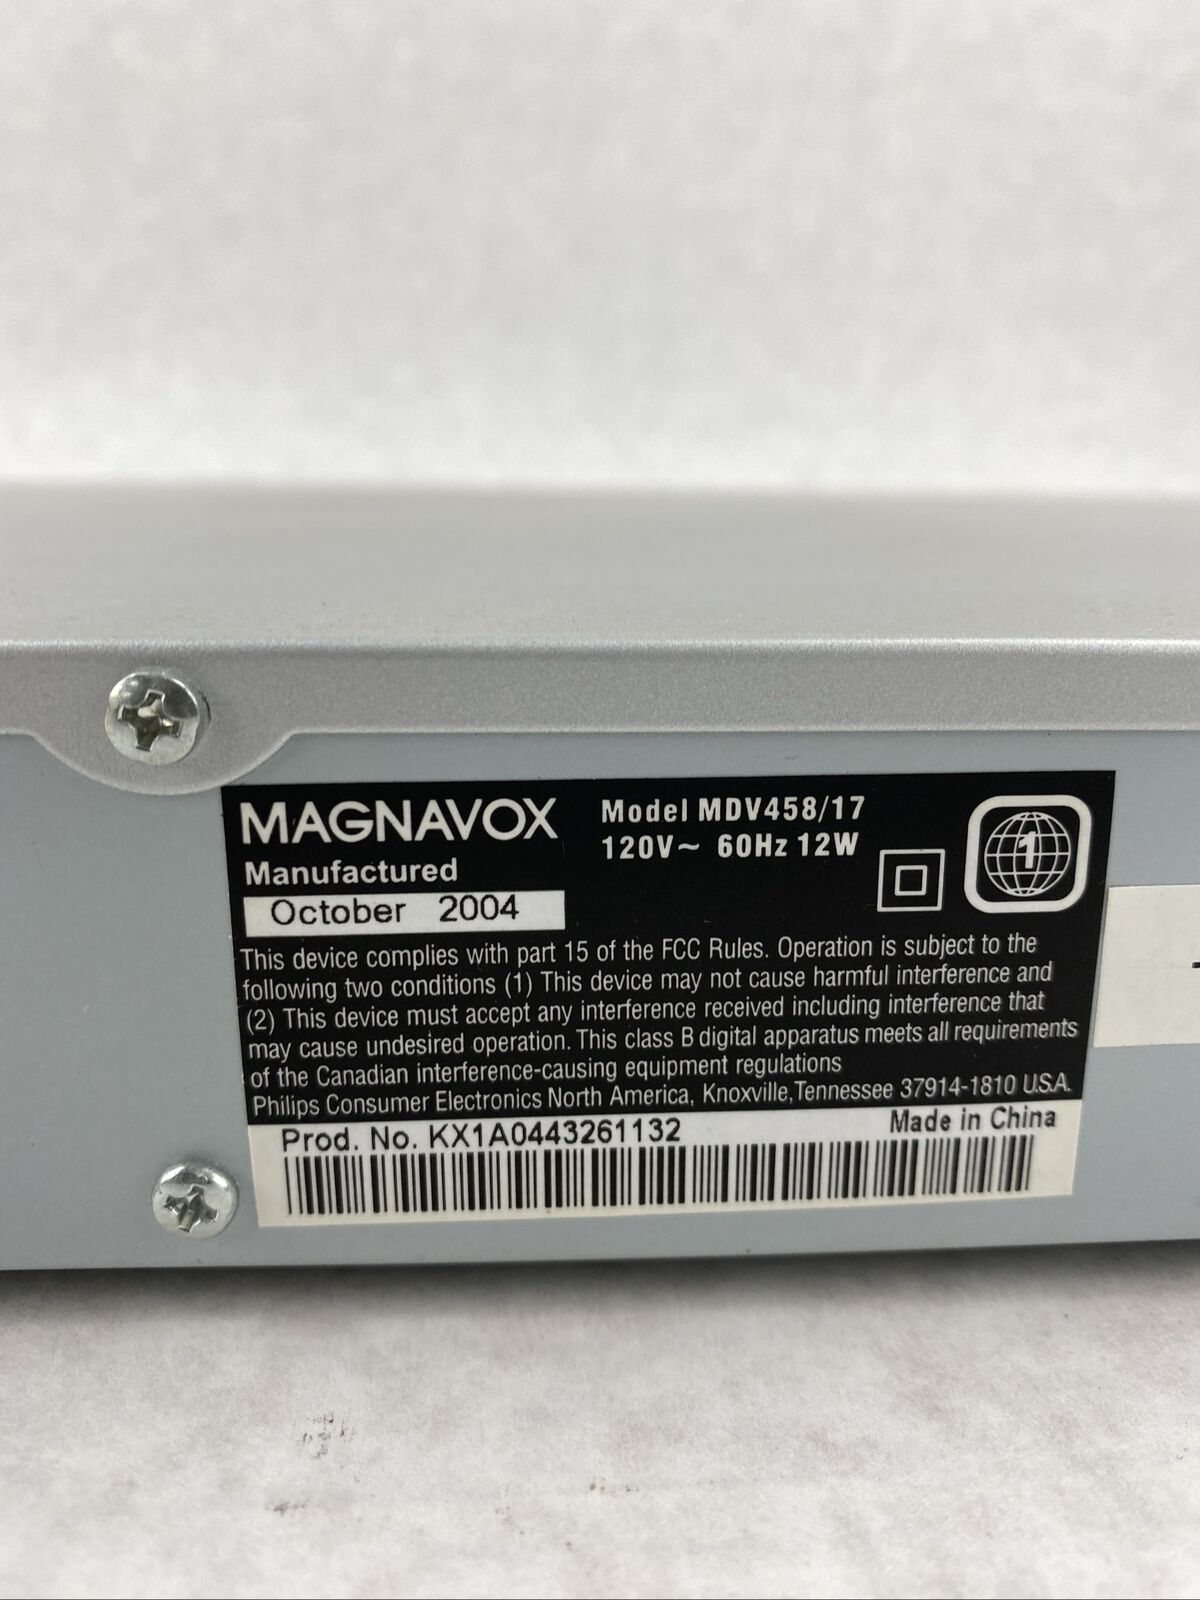 MAGNAVOX
Model MDV458/17
120V~ 60Hz 12W
1
Manufactured
October 2004
This device complies with part 15 of the FCC Rules. Operation is subject to the
following two conditions (1) This device may not cause harmful interference and
(2) This device must accept any interference received including interference that
may cause undesired operation. This class B digital apparatus meets all requirements
of the Canadian interference-causing equipment regulations
Philips Consumer Electronics North America, Knoxville,Tennessee 37914-1810 U.S.A.
Prod. No. KX1A0443261132
Made in China